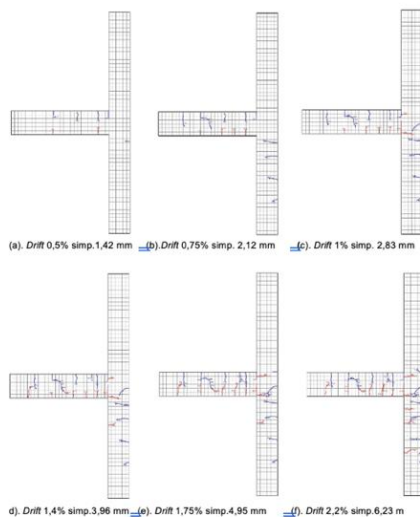 (a). Drift 0,5% simp.1,42 mm
(b).Drift 0,75% simp. 2,12 mm
(c). Drift 1% simp. 2,83 mm
d). Drift 1,4% simp.3,96 mm
(e). Drift 1,75% simp.4,95 mm
(f). Drift 2,2% simp.6,23 m